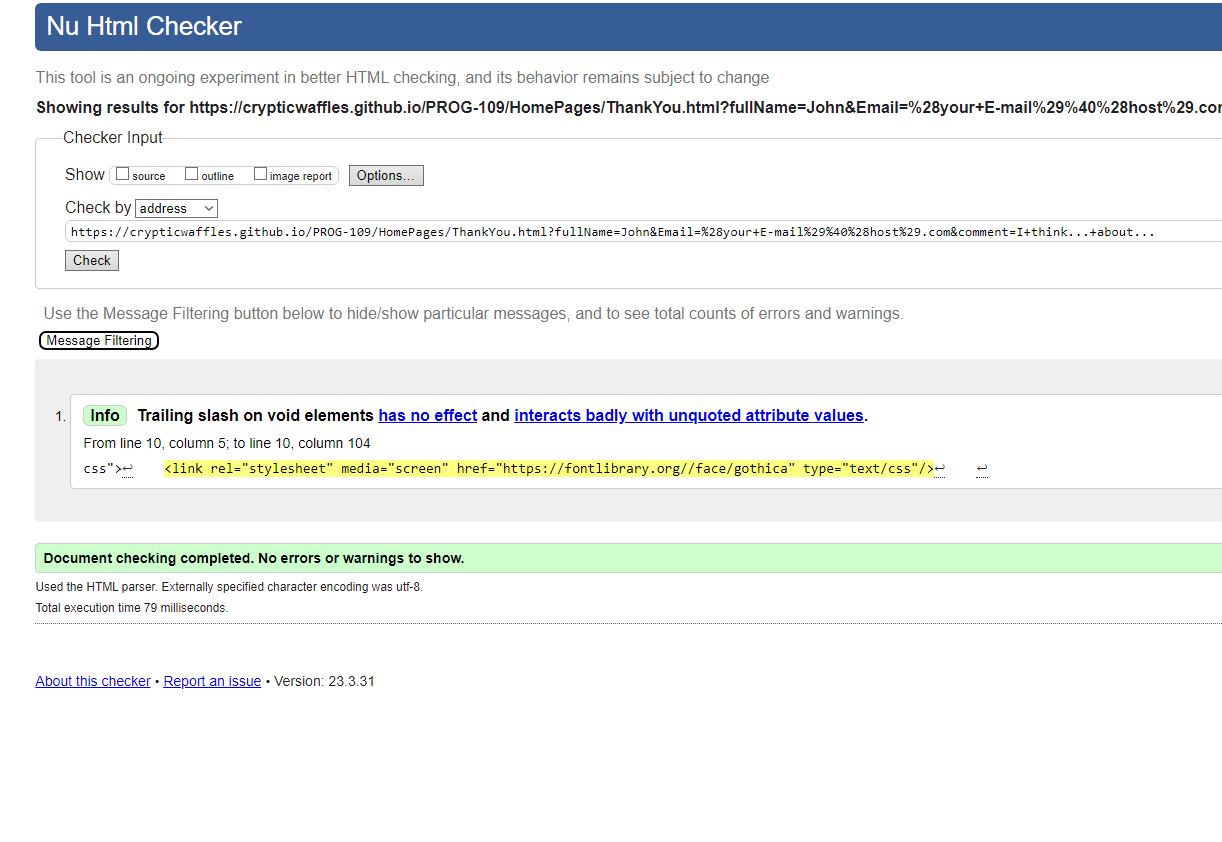 Nu Html Checker
This tool is an ongoing experiment in better HTML checking, and its behavior remains subject to change
Showing results for https://crypticwaffles.github.io/PROG-109/HomePages/ThankYou.html?fullName=John&Email=%28your+E-mail%29%40%28host%29.com
Checker Input
Show source outline image report Options...
Check by address
https://crypticwaffles.github.io/PROG-109/HomePages/ThankYou.html?fullName=John&Email=%28your+E-mail%29%40%28host%29.com&comment=I+think...+about...
Check
Use the Message Filtering button below to hide/show particular messages, and to see total counts of errors and warnings.
Message Filtering
1. Info Trailing slash on void elements has no effect and interacts badly with unquoted attribute values.
From line 10, column 5; to line 10, column 104
css">↩ <link rel="stylesheet" media="screen" href="https://fontlibrary.org//face/gothica" type="text/css"/>↩ ↩
Document checking completed. No errors or warnings to show.
Used the HTML parser. Externally specified character encoding was utf-8.
Total execution time 79 milliseconds.
About this checker • Report an issue • Version: 23.3.31